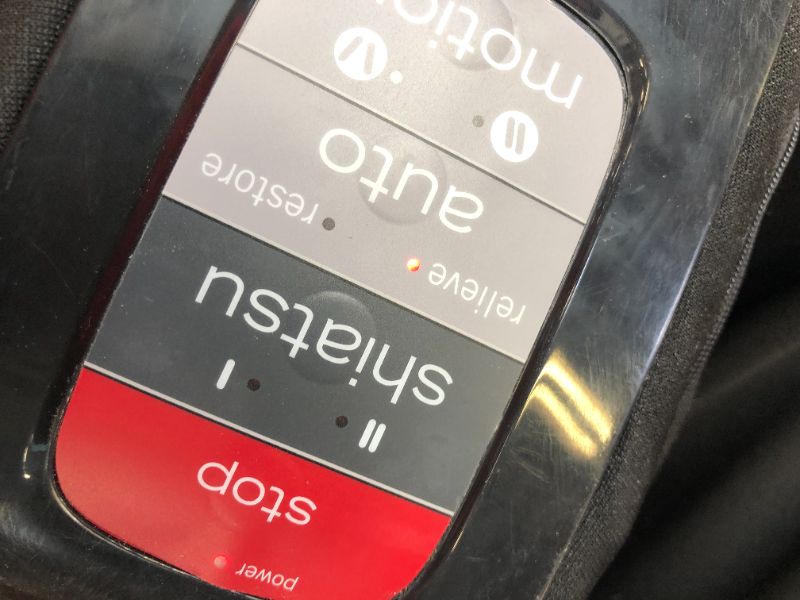 power
stop
II I
shiatsu
relieve restore
auto
II
motion